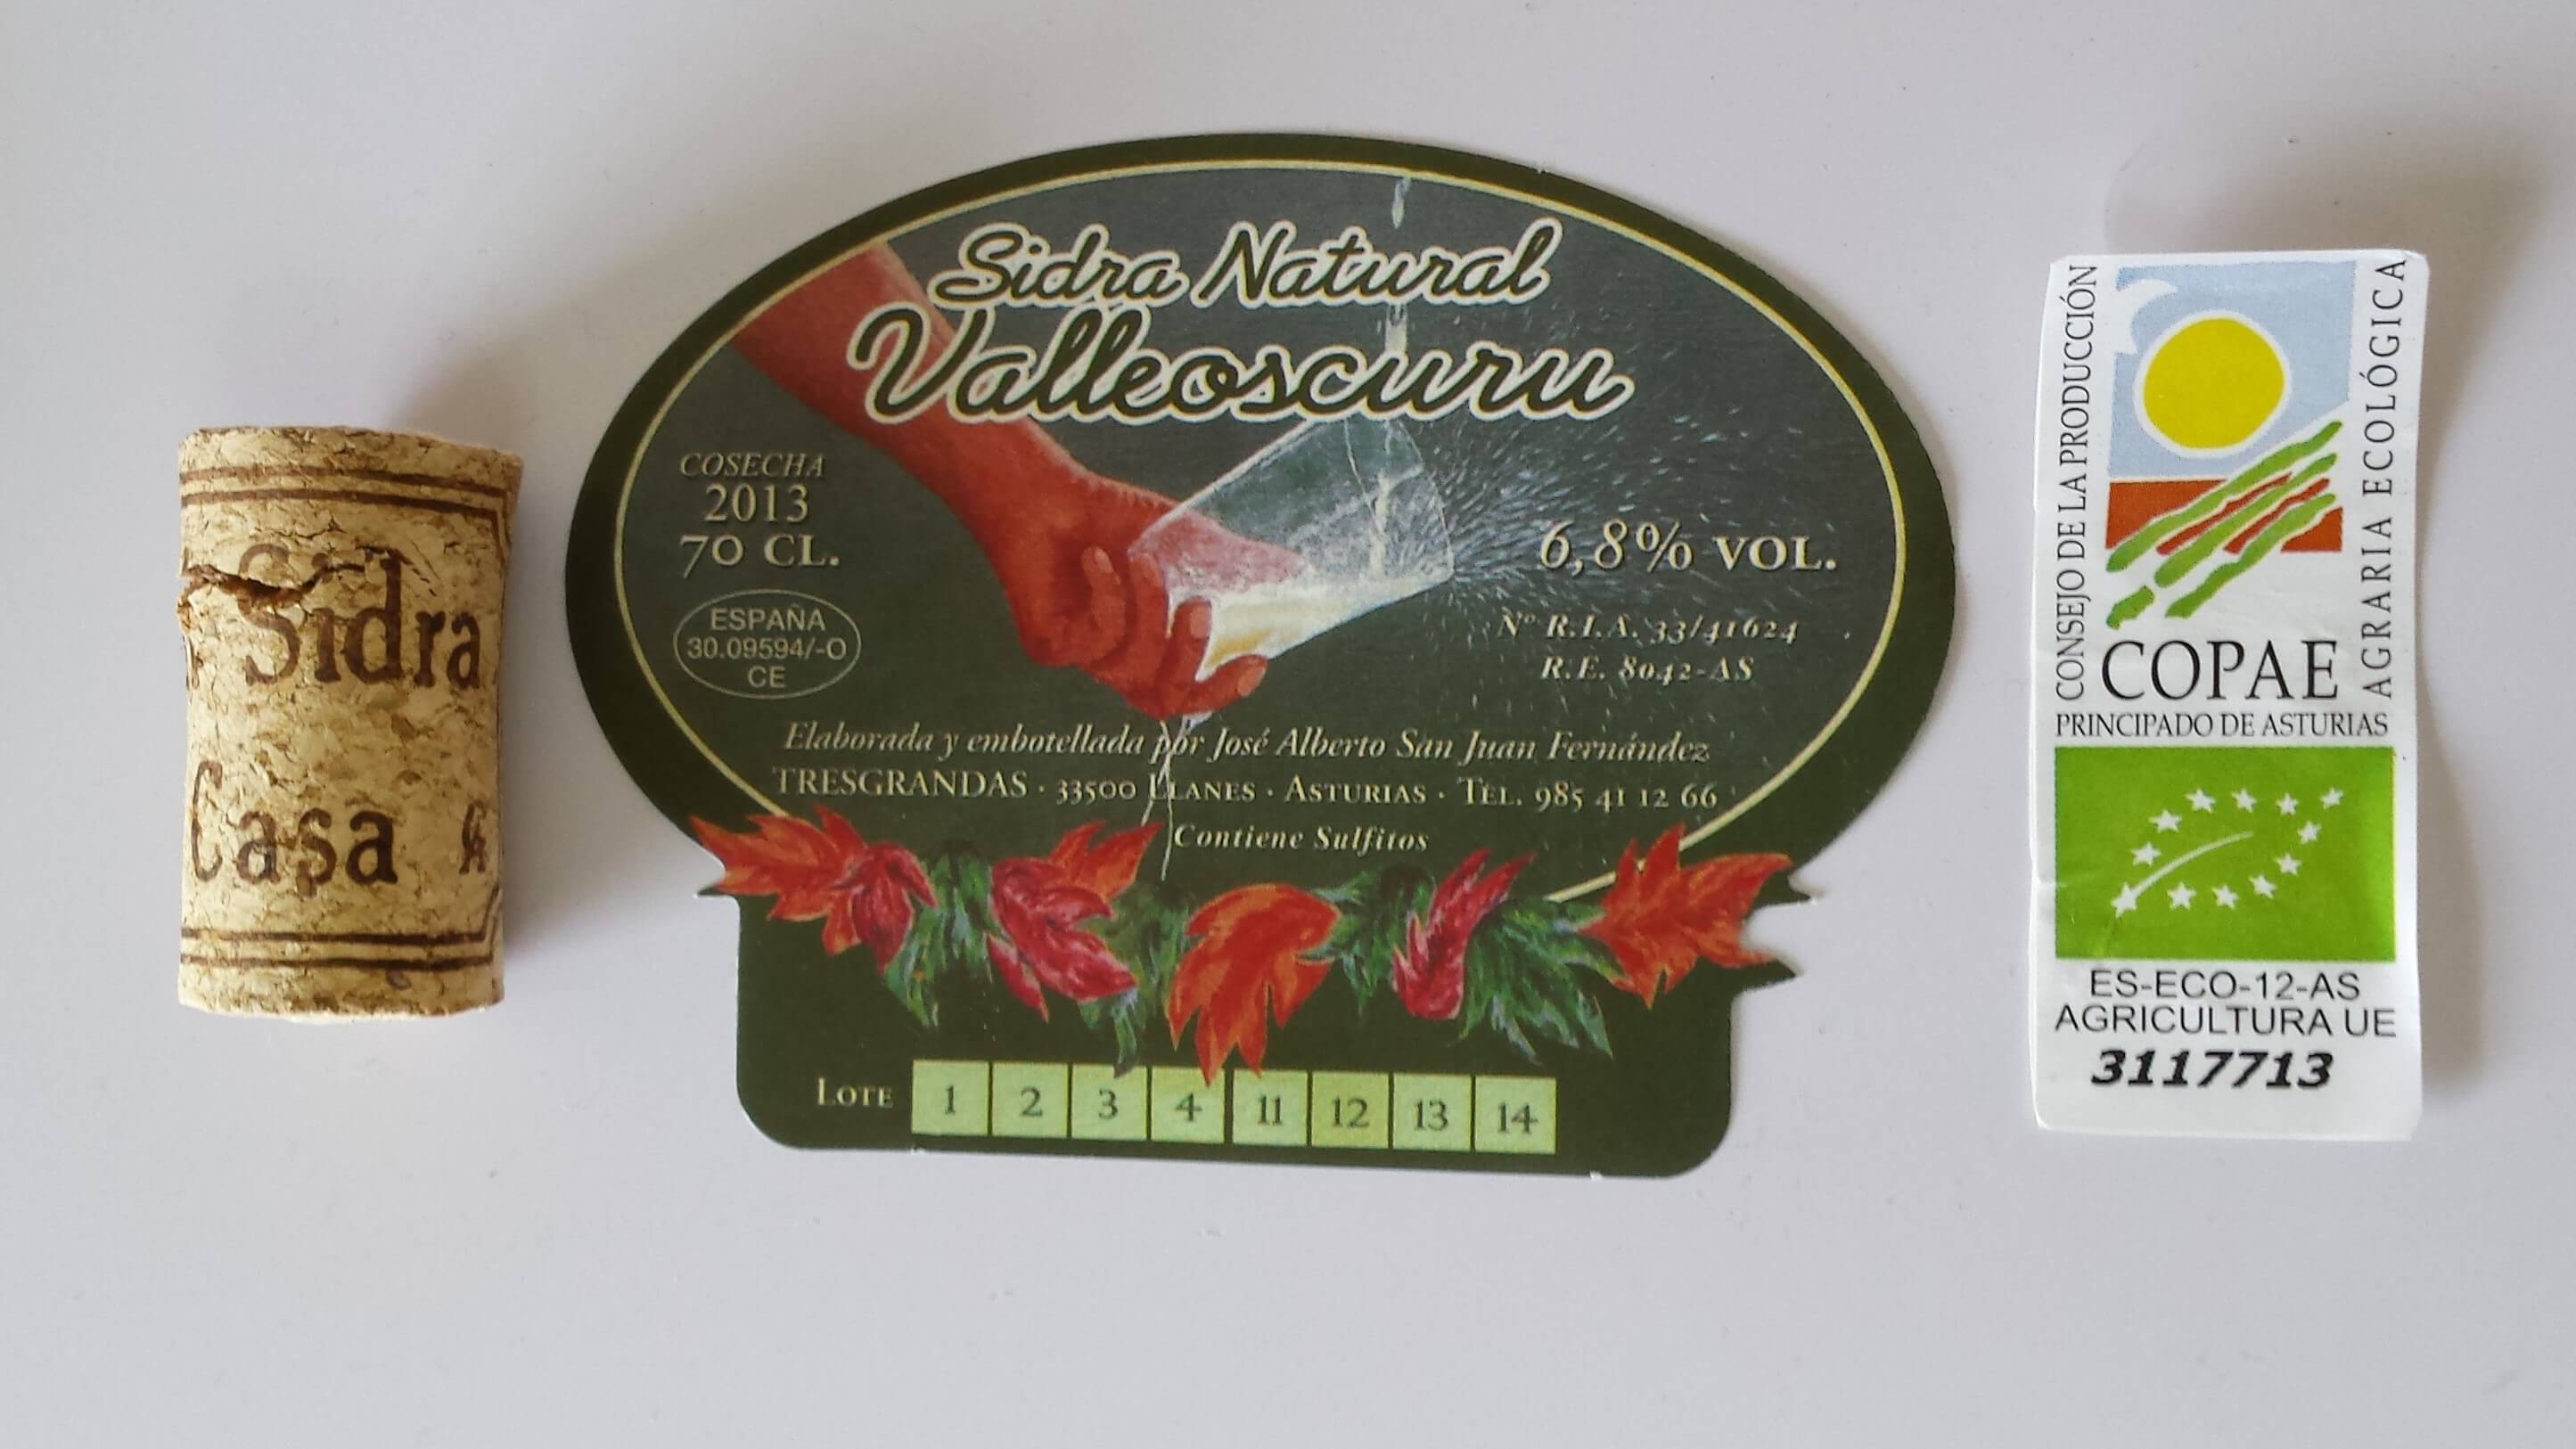 Sidra
Casa
Sidra Natural
Valleoscuru
COSECHA
2013
70 CL.
ESPAÑA
30.09594/-O
CE
6,8% VOL.
Nº R.I.A. 33/41624
R.E. 8042-AS
Elaborada y embotellada por José Alberto San Juan Fernández
TRESGRANDAS · 33500 LLANES · ASTURIAS · TEL. 985 41 12 66
Contiene Sulfitos
LOTE 1 2 3 4 11 12 13 14
CONSEJO DE LA PRODUCCIÓN
AGRARIA ECOLÓGICA
COPAE
PRINCIPADO DE ASTURIAS
ES-ECO-12-AS
AGRICULTURA UE
3117713